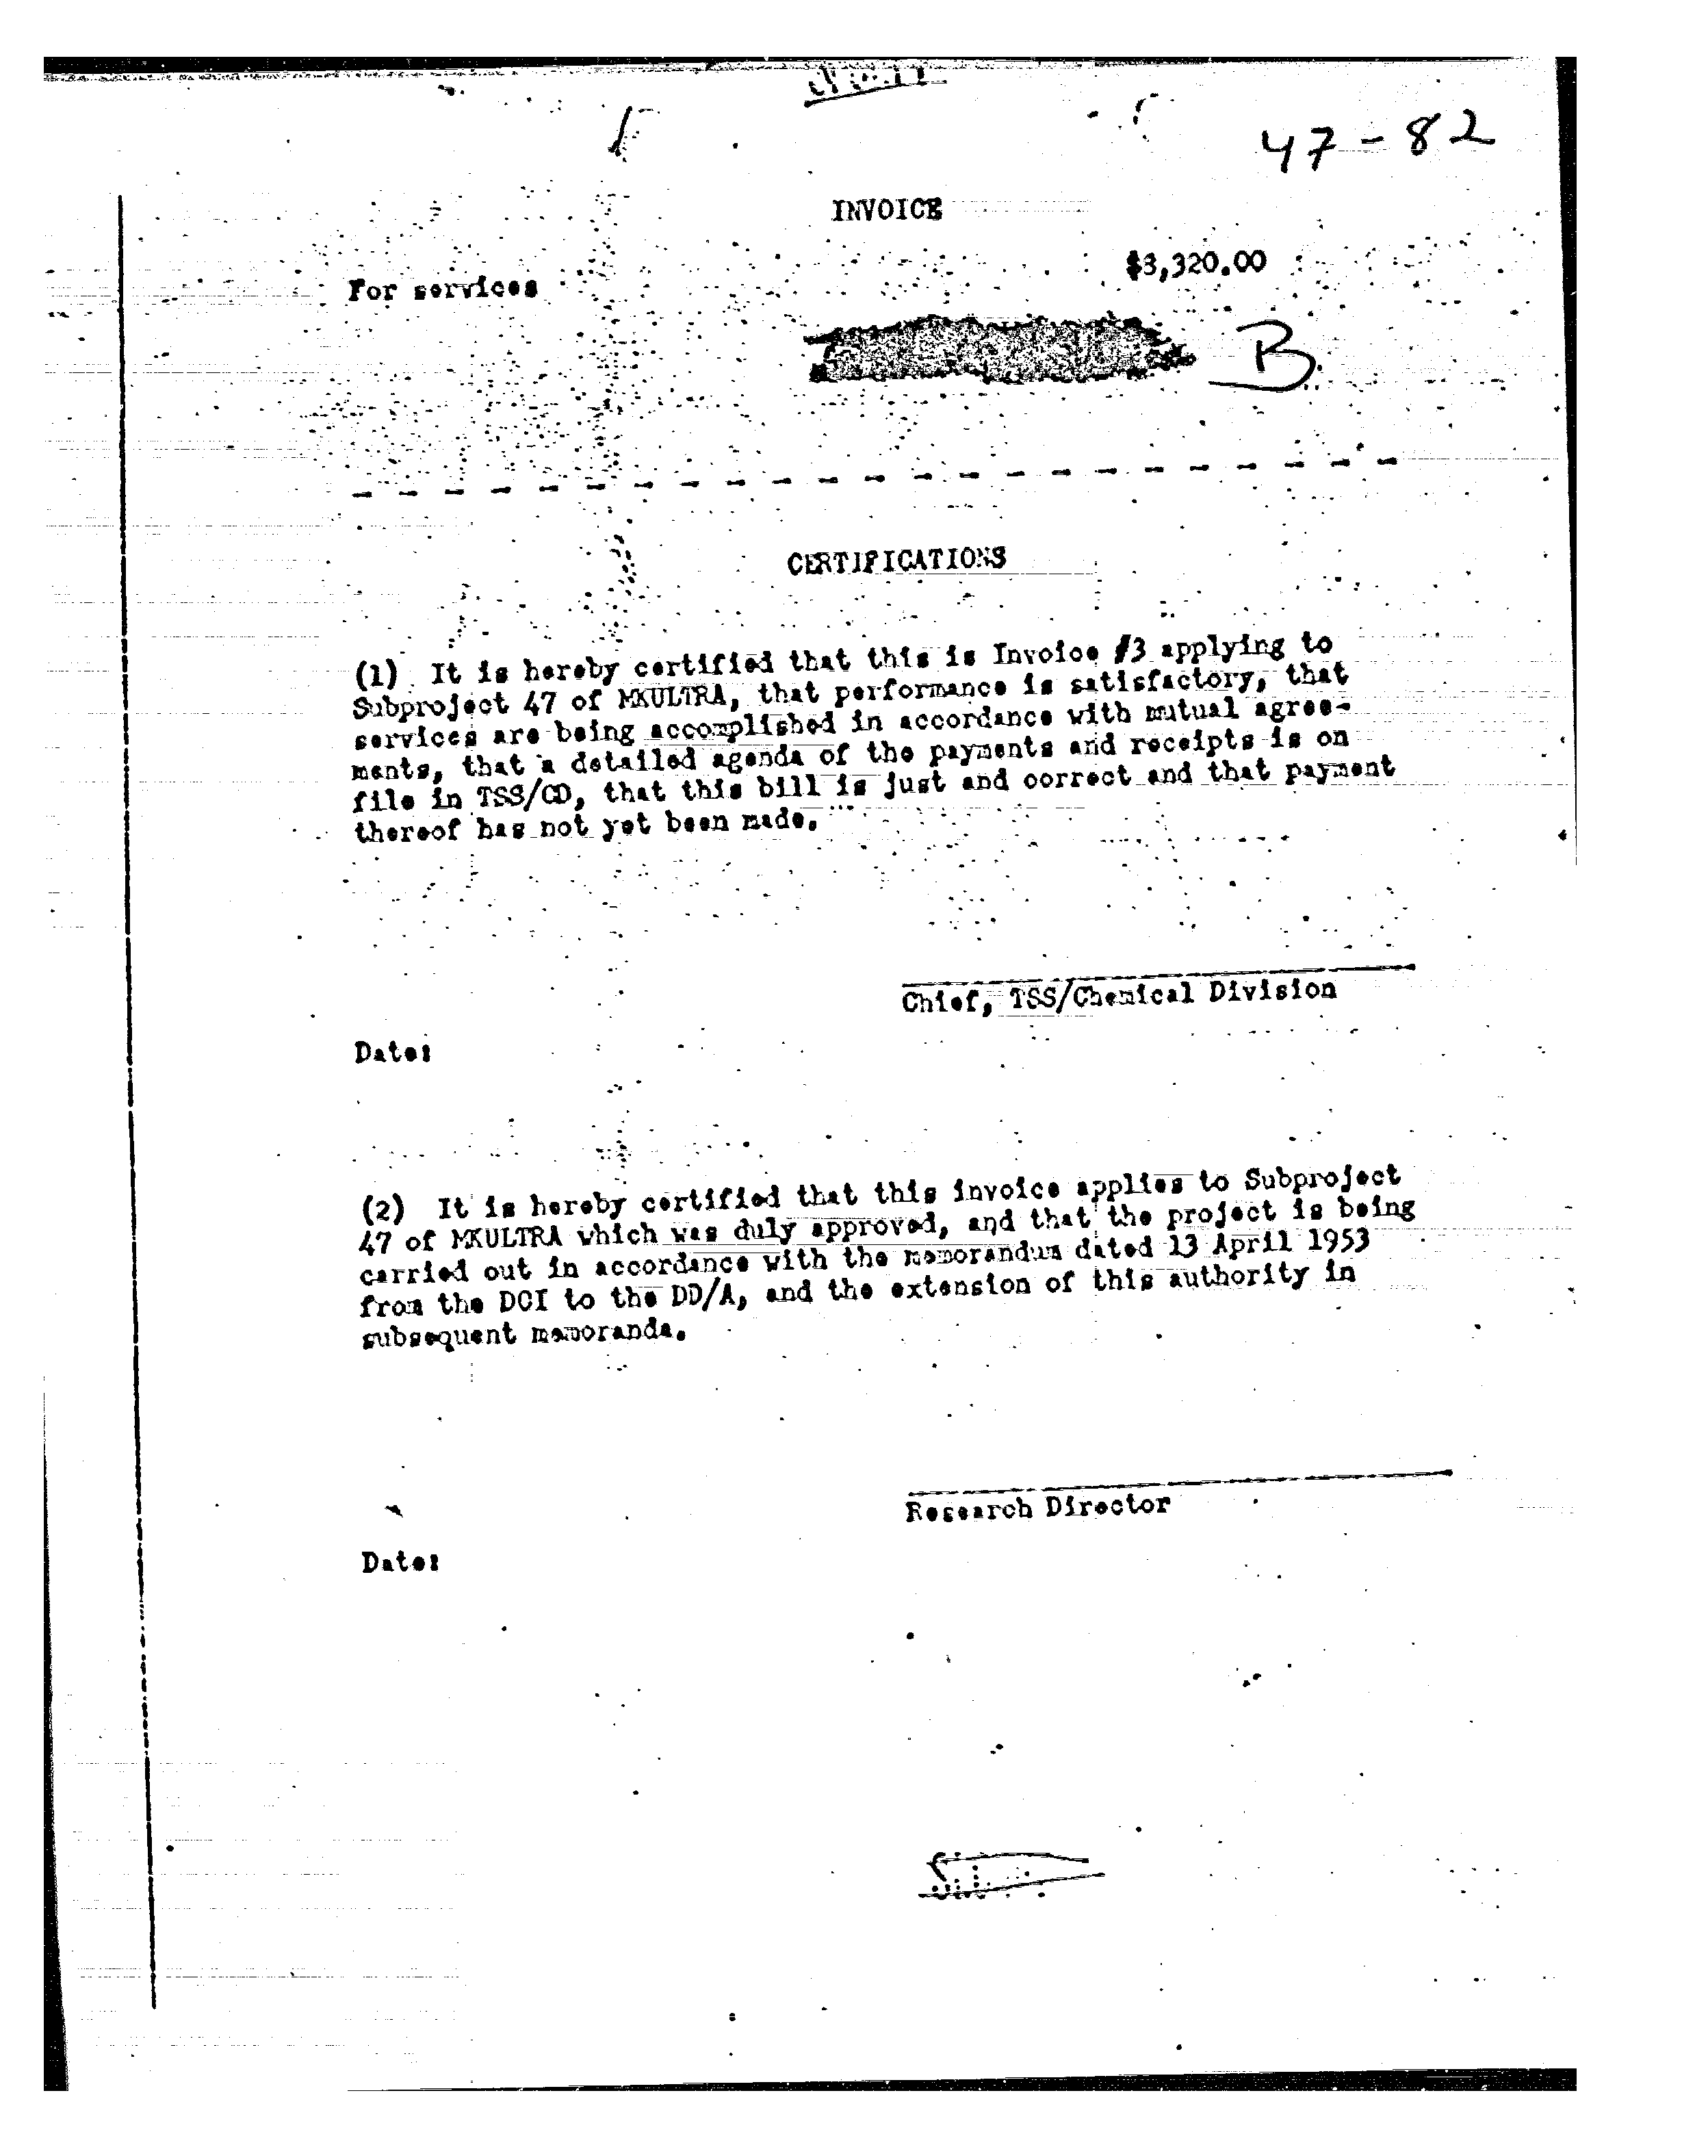 47-82
INVOICE
$3,320.00
For services
B
CERTIFICATIONS
(1) It is hereby certified that this is Invoice #3 applying to
Subproject 47 of MKULTRA, that performance is satisfactory, that
services are being accomplished in accordance with mutual agree-
ments, that a detailed agenda of the payments and receipts is on
file in TSS/CD, that this bill is just and correct and that payment
thereof has not yet been made.
Chief, TSS/Chemical Division
Date:
(2) It is hereby certified that this invoice applies to Subproject
47 of MKULTRA which was duly approved, and that the project is being
carried out in accordance with the memorandum dated 13 April 1953
from the DCI to the DD/A, and the extension of this authority in
subsequent memoranda.
Research Director
Date: